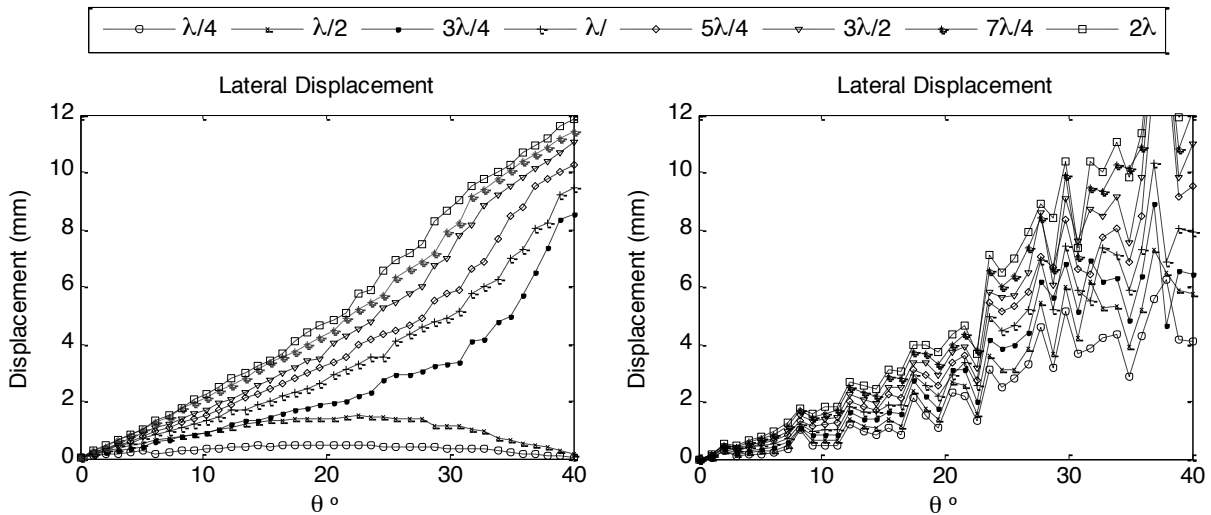 λ/4 λ/2 3λ/4 λ/ 5λ/4 3λ/2 7λ/4 2λ
Lateral Displacement
Displacement (mm)
12
10
8
6
4
2
0
0 10 20 30 40
θ º
Lateral Displacement
Displacement (mm)
12
10
8
6
4
2
0
0 10 20 30 40
θ º